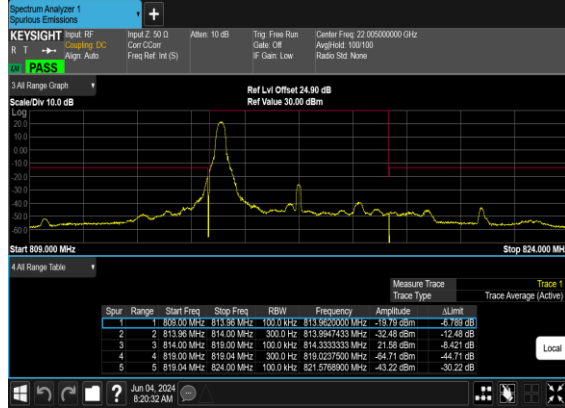 Spectrum Analyzer 1
Spurious Emissions
+
KEYSIGHT Input: RF Input Z: 50 Ω Atten: 10 dB Trig: Free Run Center Freq: 22.005000000 GHz
R T Coupling: DC Corr CCorr Gate: Off Avg|Hold: 100/100
Align: Auto Freq Ref: Int (S) IF Gain: Low Radio Std: None
PASS
3 All Range Graph
Ref Lvl Offset 24.90 dB
Scale/Div 10.0 dB Ref Value 30.00 dBm
Log
20.0
10.0
0.00
-10.0
-20.0
-30.0
-40.0
-50.0
-60.0
Start 809.000 MHz Stop 824.000 MHz
4 All Range Table
Measure Trace Trace 1
Trace Type Trace Average (Active)
Spur Range Start Freq Stop Freq RBW Frequency Amplitude ΔLimit
1 1 809.00 MHz 813.96 MHz 100.0 kHz 813.9620000 MHz -19.79 dBm -6.789 dB
2 2 813.96 MHz 814.00 MHz 300.0 Hz 813.9947433 MHz -32.48 dBm -12.48 dB
3 3 814.00 MHz 819.00 MHz 100.0 kHz 814.3333333 MHz 21.58 dBm -8.421 dB
4 4 819.00 MHz 819.04 MHz 300.0 Hz 819.0237500 MHz -64.71 dBm -44.71 dB
5 5 819.04 MHz 824.00 MHz 100.0 kHz 821.5768900 MHz -43.22 dBm -30.22 dB
Local
? Jun 04, 2024
8:20:32 AM